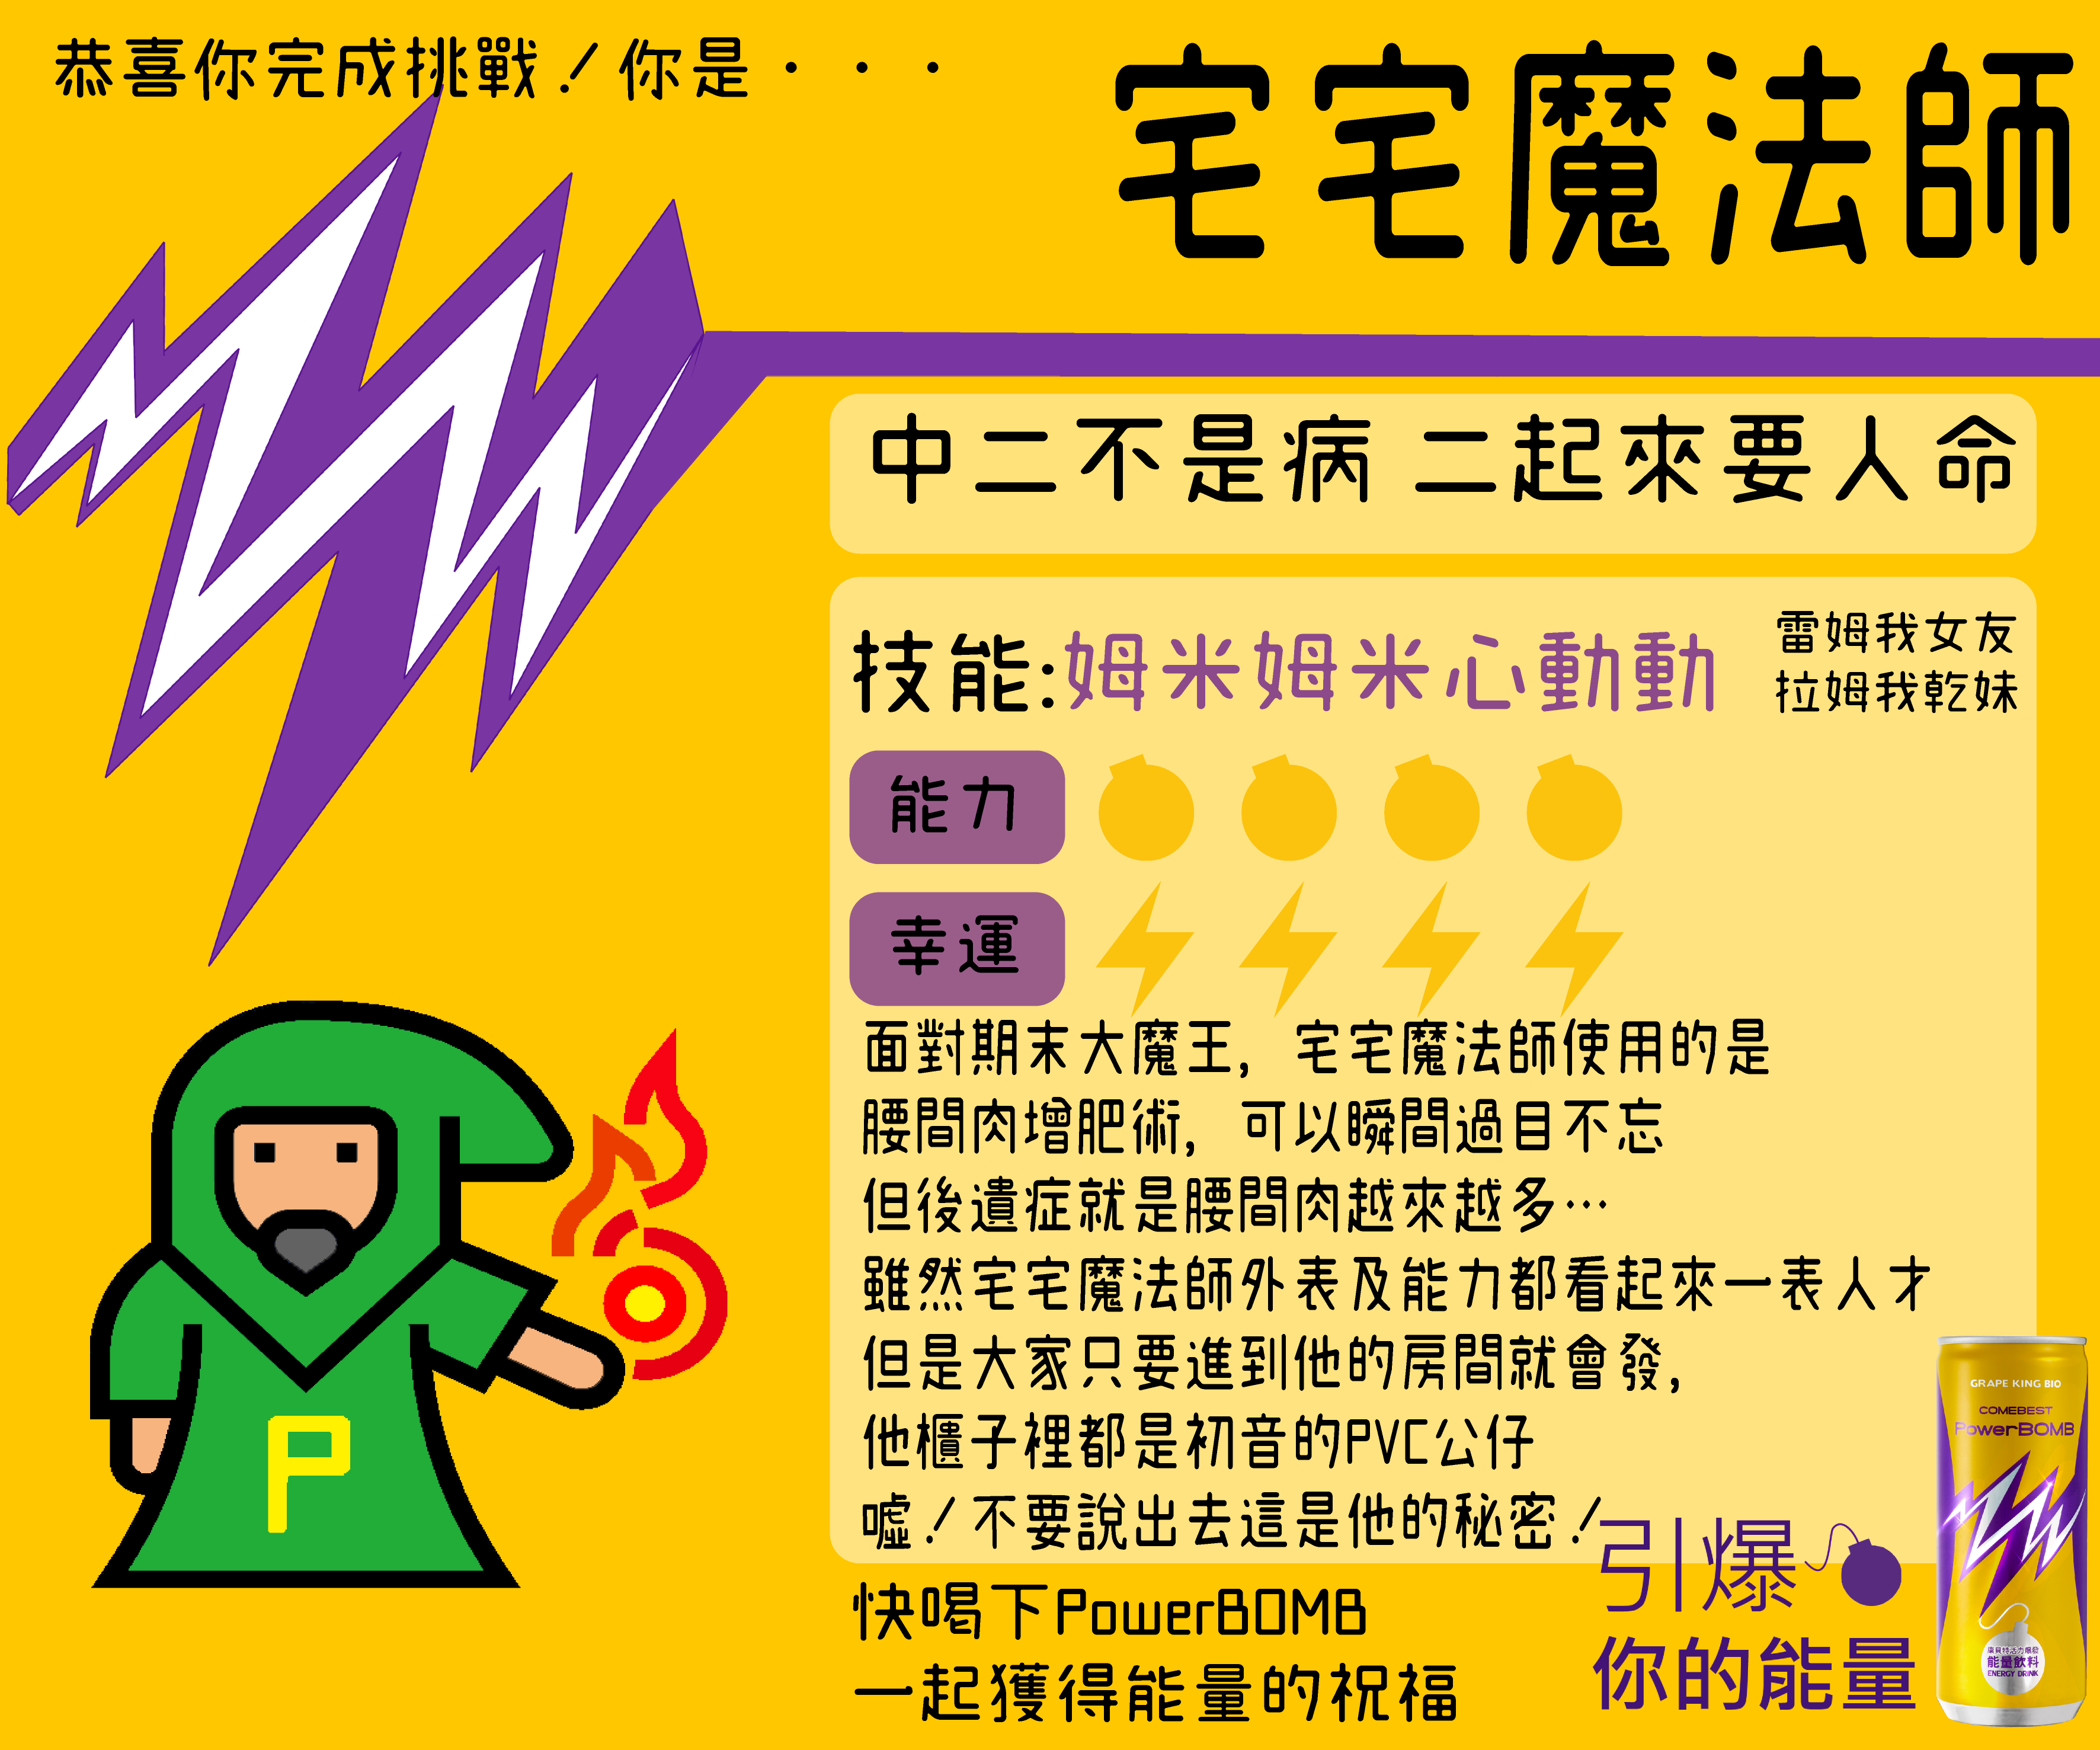 恭喜你完成挑戰！你是・・・
宅宅魔法師
中二不是病 二起來要人命
技能:姆米姆米心動動
雷姆我女友
拉姆我乾妹
能力
幸運
面對期末大魔王，宅宅魔法師使用的是
腰間肉增肥術，可以瞬間過目不忘
但後遺症就是腰間肉越來越多…
雖然宅宅魔法師外表及能力都看起來一表人才
但是大家只要進到他的房間就會發，
他櫃子裡都是初音的PVC公仔
噓！不要說出去這是他的秘密！
快喝下PowerBOMB
一起獲得能量的祝福
引爆
你的能量
P
GRAPE KING BIO
COMEBEST
PowerBOMB
康貝特活力爆發
能量飲料
ENERGY DRINK